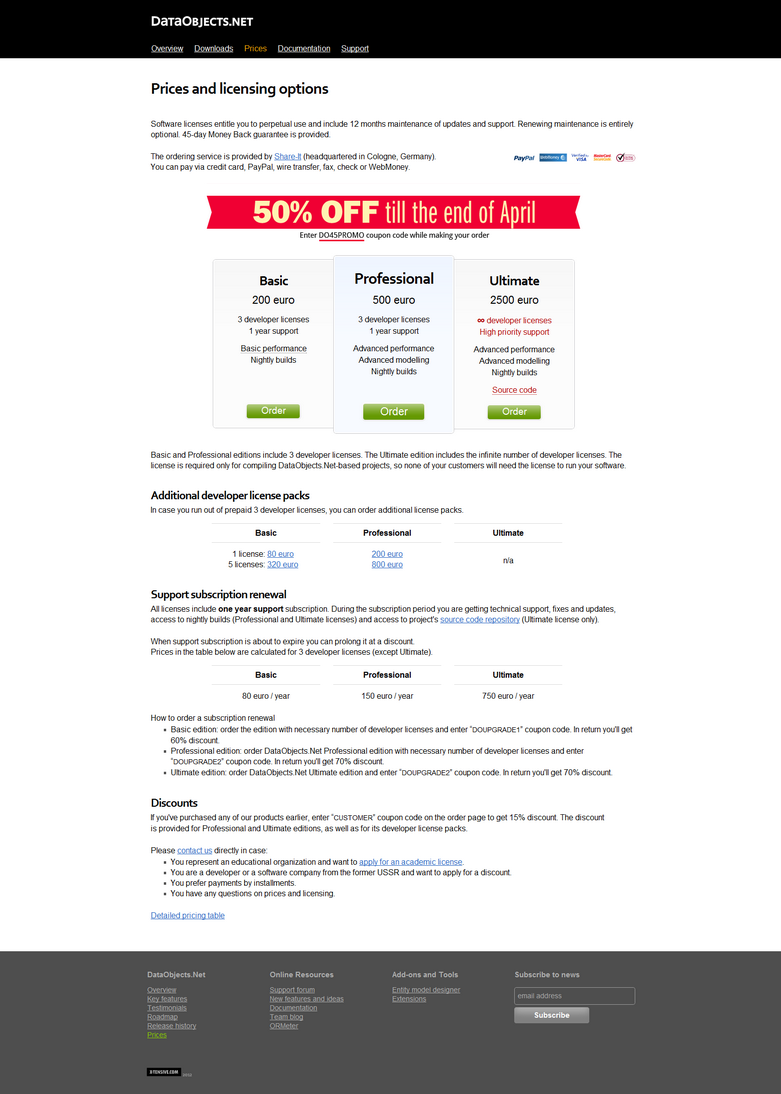 DATAOBJECTS.NET
Overview Downloads Prices Documentation Support
Prices and licensing options
Software licenses entitle you to perpetual use and include 12 months maintenance of updates and support. Renewing maintenance is entirely
optional. 45-day Money Back guarantee is provided.
The ordering service is provided by Share-It (headquartered in Cologne, Germany).
You can pay via credit card, PayPal, wire transfer, fax, check or WebMoney.
PayPal WebMoney Verified by VISA MasterCard
50% OFF till the end of April
Enter DO45PROMO coupon code while making your order
Basic
200 euro
3 developer licenses
1 year support
Basic performance
Nightly builds
Order
Professional
500 euro
3 developer licenses
1 year support
Advanced performance
Advanced modelling
Nightly builds
Order
Ultimate
2500 euro
∞ developer licenses
High priority support
Advanced performance
Advanced modelling
Nightly builds
Source code
Order
Basic and Professional editions include 3 developer licenses. The Ultimate edition includes the infinite number of developer licenses. The
license is required only for compiling DataObjects.Net-based projects, so none of your customers will need the license to run your software.
Additional developer license packs
In case you run out of prepaid 3 developer licenses, you can order additional license packs.
Basic Professional Ultimate
1 license: 80 euro 200 euro
n/a
5 licenses: 320 euro 800 euro
Support subscription renewal
All licenses include one year support subscription. During the subscription period you are getting technical support, fixes and updates,
access to nightly builds (Professional and Ultimate licenses) and access to project's source code repository (Ultimate license only).
When support subscription is about to expire you can prolong it at a discount.
Prices in the table below are calculated for 3 developer licenses (except Ultimate).
Basic Professional Ultimate
80 euro / year 150 euro / year 750 euro / year
How to order a subscription renewal
Basic edition: order the edition with necessary number of developer licenses and enter "DOUPGRADE1" coupon code. In return you'll get
60% discount.
Professional edition: order DataObjects.Net Professional edition with necessary number of developer licenses and enter
"DOUPGRADE2" coupon code. In return you'll get 70% discount.
Ultimate edition: order DataObjects.Net Ultimate edition and enter "DOUPGRADE2" coupon code. In return you'll get 70% discount.
Discounts
If you've purchased any of our products earlier, enter "CUSTOMER" coupon code on the order page to get 15% discount. The discount
is provided for Professional and Ultimate editions, as well as for its developer license packs.
Please contact us directly in case:
You represent an educational organization and want to apply for an academic license.
You are a developer or a software company from the former USSR and want to apply for a discount.
You prefer payments by installments.
You have any questions on prices and licensing.
Detailed pricing table
DataObjects.Net
Overview
Key features
Testimonials
Roadmap
Release history
Prices
Online Resources
Support forum
New features and ideas
Documentation
Team blog
ORMeter
Add-ons and Tools
Entity model designer
Extensions
Subscribe to news
email address
Subscribe
XTENSIVE.COM